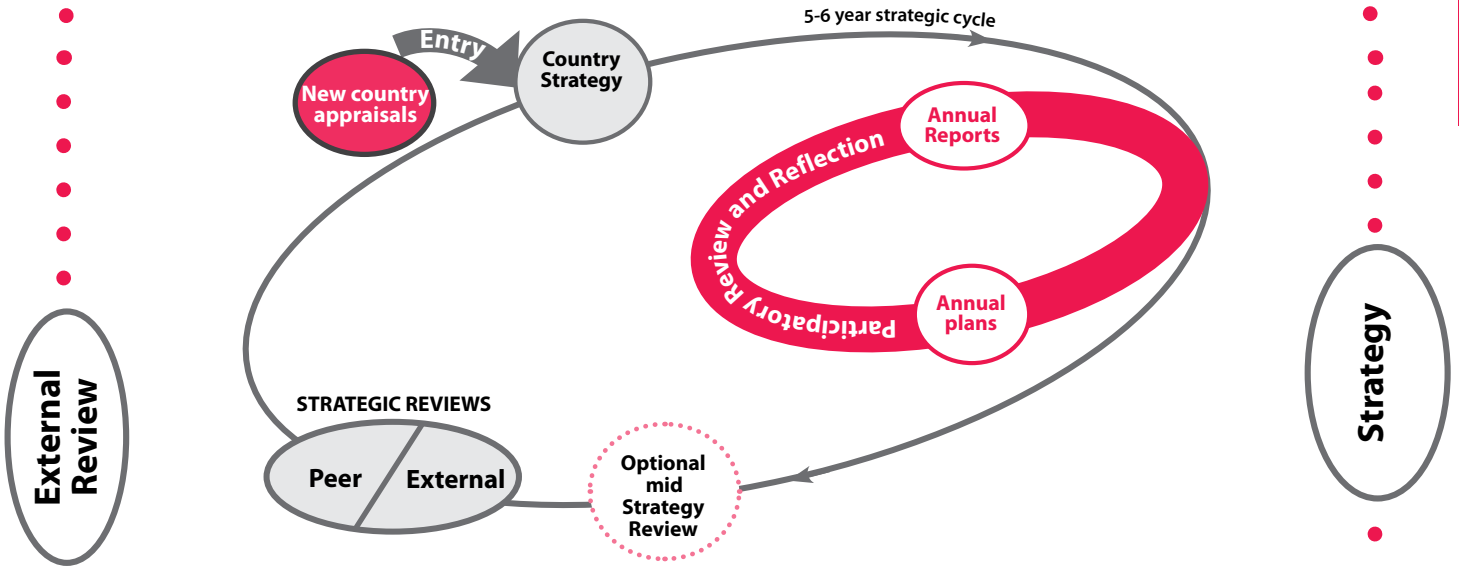 5-6 year strategic cycle
Entry
Country
Strategy
New country
appraisals
Annual
Reports
Participatory Review and Reflection
Annual
plans
External
Review
Strategy
STRATEGIC REVIEWS
Peer
External
Optional
mid
Strategy
Review